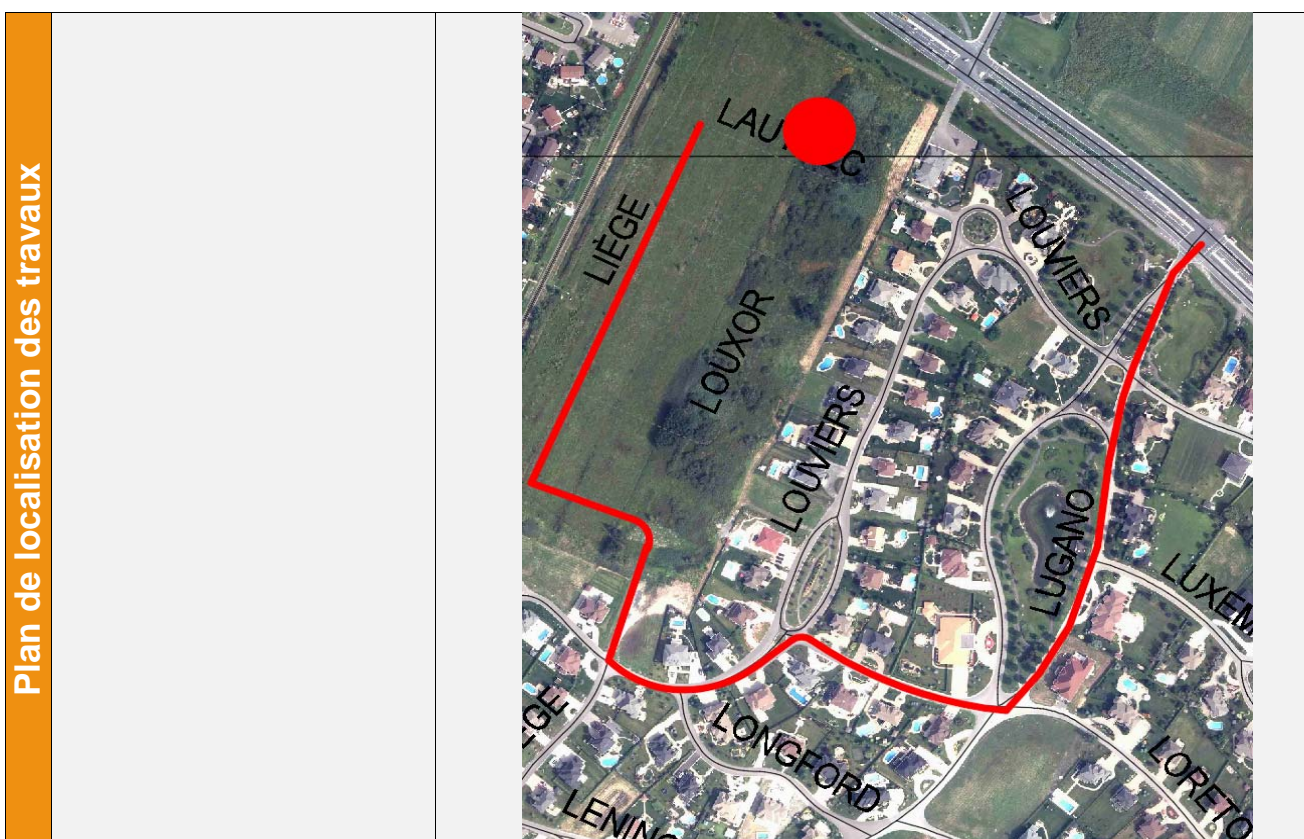 Plan de localisation des travaux
LIÈGE
LOUXOR
LOUVIERS
LOUVIERS
LUGANO
LONGFORD